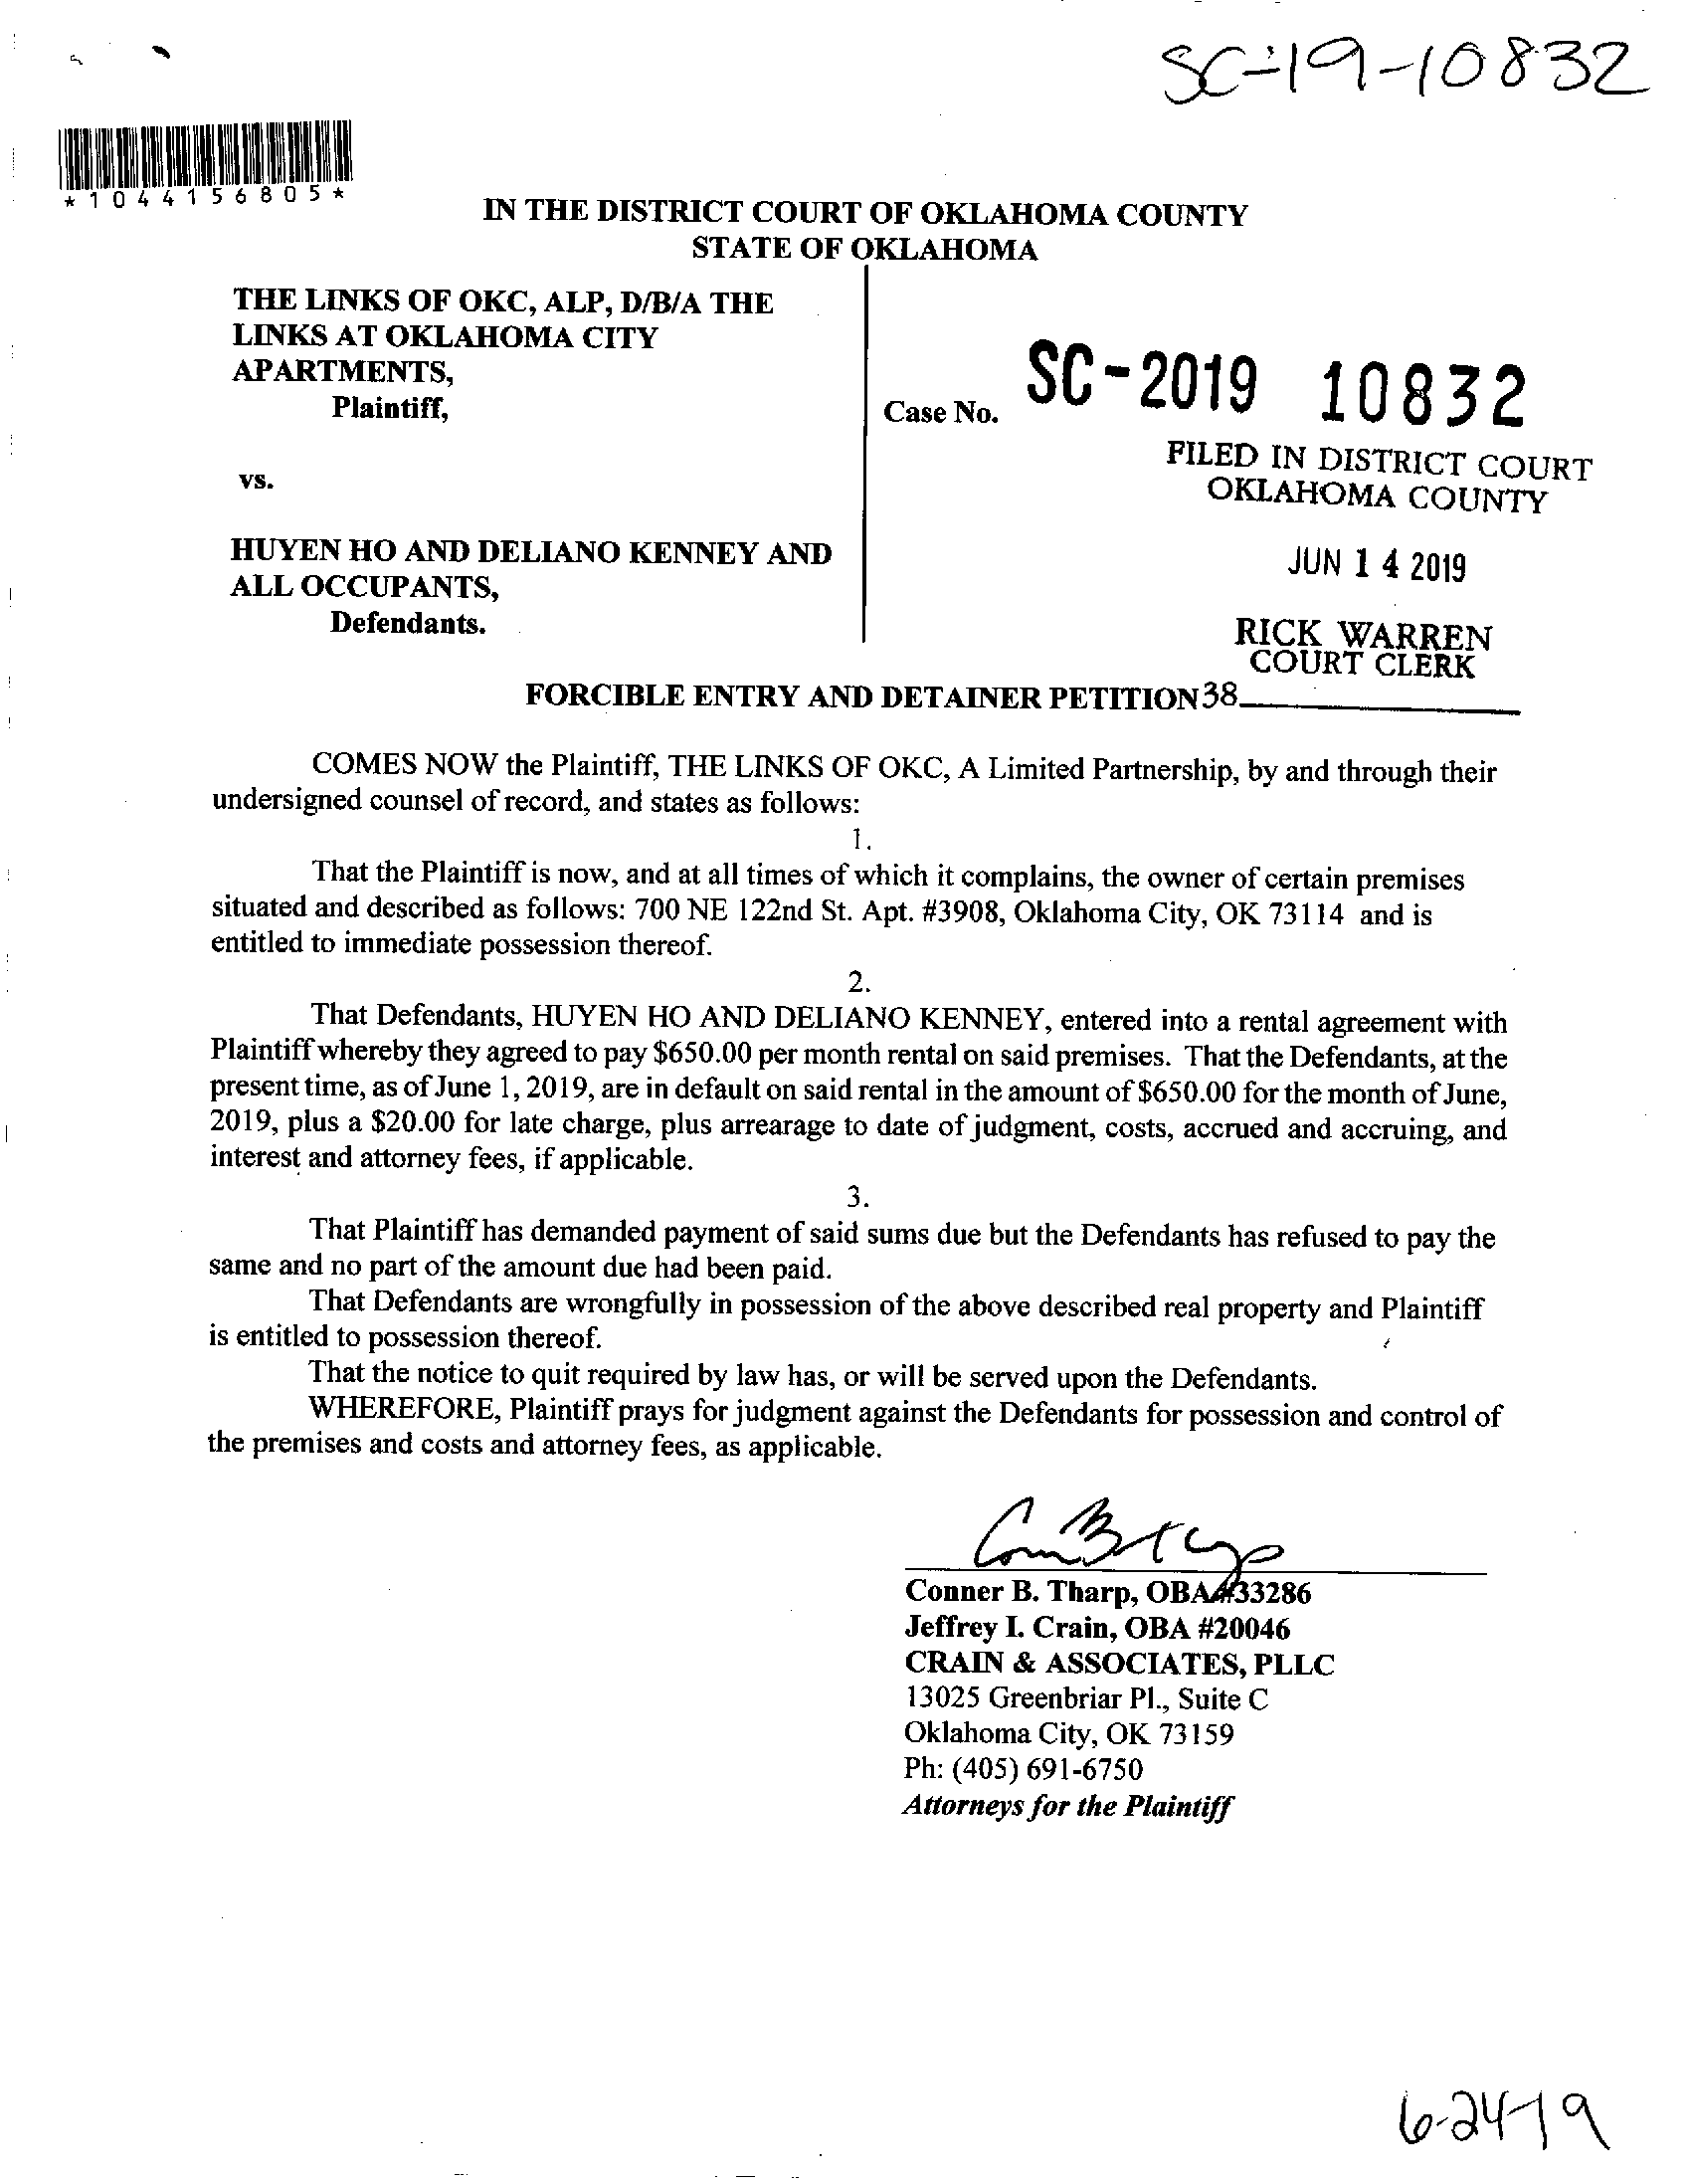 SC-19-10832
*1044156805*
IN THE DISTRICT COURT OF OKLAHOMA COUNTY
STATE OF OKLAHOMA
THE LINKS OF OKC, ALP, D/B/A THE
LINKS AT OKLAHOMA CITY
APARTMENTS,
Plaintiff,
vs.
HUYEN HO AND DELIANO KENNEY AND
ALL OCCUPANTS,
Defendants.
Case No. SC-2019 10832
FILED IN DISTRICT COURT
OKLAHOMA COUNTY
JUN 14 2019
RICK WARREN
COURT CLERK
FORCIBLE ENTRY AND DETAINER PETITION 38
COMES NOW the Plaintiff, THE LINKS OF OKC, A Limited Partnership, by and through their
undersigned counsel of record, and states as follows:
1.
That the Plaintiff is now, and at all times of which it complains, the owner of certain premises
situated and described as follows: 700 NE 122nd St. Apt. #3908, Oklahoma City, OK 73114 and is
entitled to immediate possession thereof.
2.
That Defendants, HUYEN HO AND DELIANO KENNEY, entered into a rental agreement with
Plaintiff whereby they agreed to pay $650.00 per month rental on said premises. That the Defendants, at the
present time, as of June 1, 2019, are in default on said rental in the amount of $650.00 for the month of June,
2019, plus a $20.00 for late charge, plus arrearage to date of judgment, costs, accrued and accruing, and
interest and attorney fees, if applicable.
3.
That Plaintiff has demanded payment of said sums due but the Defendants has refused to pay the
same and no part of the amount due had been paid.
That Defendants are wrongfully in possession of the above described real property and Plaintiff
is entitled to possession thereof.
That the notice to quit required by law has, or will be served upon the Defendants.
WHEREFORE, Plaintiff prays for judgment against the Defendants for possession and control of
the premises and costs and attorney fees, as applicable.
Conner B. Tharp, OBA #33286
Jeffrey I. Crain, OBA #20046
CRAIN & ASSOCIATES, PLLC
13025 Greenbriar Pl., Suite C
Oklahoma City, OK 73159
Ph: (405) 691-6750
Attorneys for the Plaintiff
6-24-19